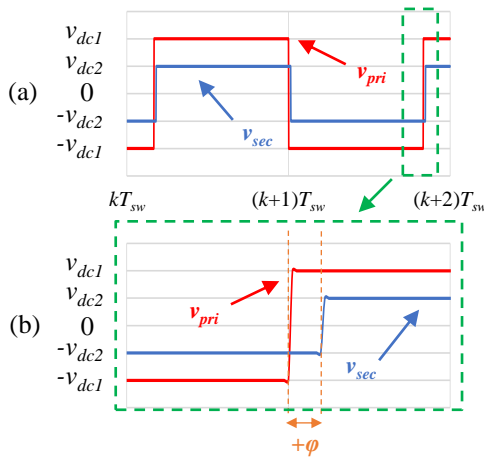 v_dc1
v_dc2
(a) 0
-v_dc2
-v_dc1
v_pri
v_sec
kT_sw (k+1)T_sw (k+2)T_sw
v_dc1
v_dc2
(b) 0
-v_dc2
-v_dc1
v_pri
v_sec
+φ